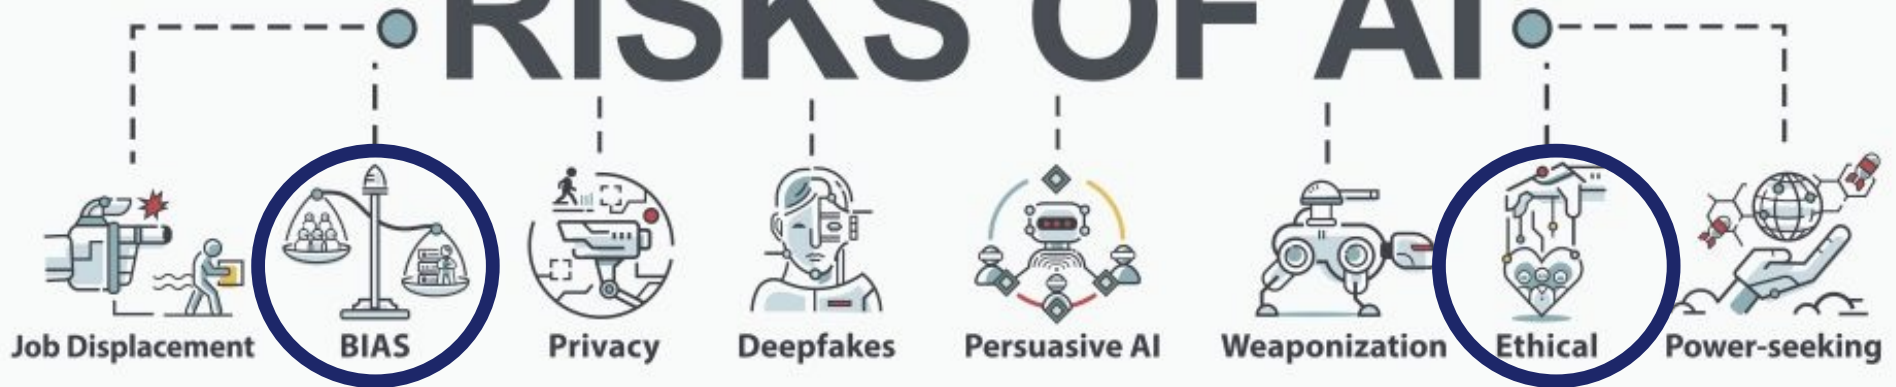 RISKS OF AI
Job Displacement
BIAS
Privacy
Deepfakes
Persuasive AI
Weaponization
Ethical
Power-seeking